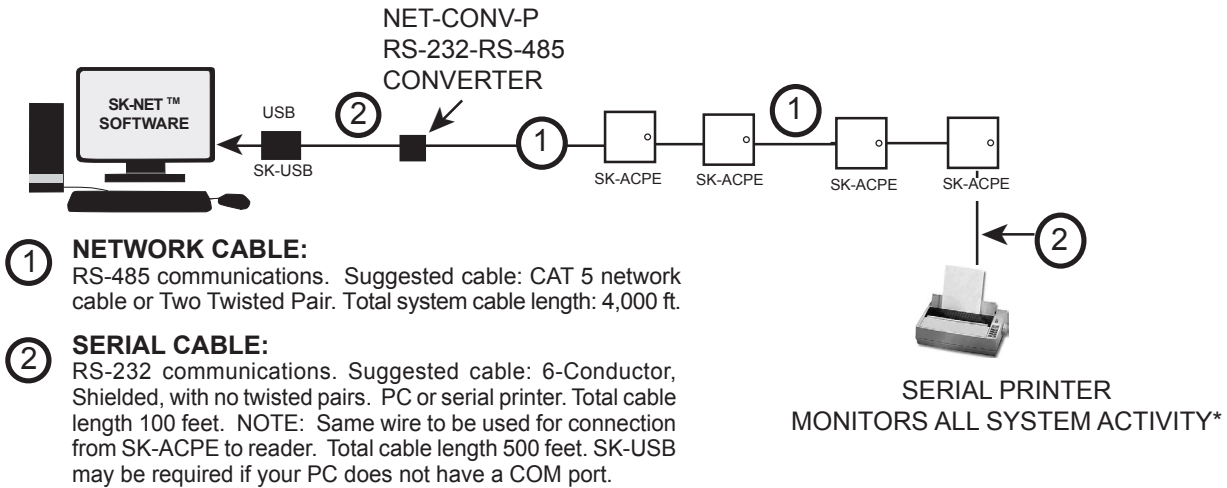 NET-CONV-P
RS-232-RS-485
CONVERTER
SK-NET ™
SOFTWARE
USB
2
SK-USB
1
1
SK-ACPE
SK-ACPE
SK-ACPE
SK-ACPE
2
1
NETWORK CABLE:
RS-485 communications. Suggested cable: CAT 5 network
cable or Two Twisted Pair. Total system cable length: 4,000 ft.
2
SERIAL CABLE:
RS-232 communications. Suggested cable: 6-Conductor,
Shielded, with no twisted pairs. PC or serial printer. Total cable
length 100 feet. NOTE: Same wire to be used for connection
from SK-ACPE to reader. Total cable length 500 feet. SK-USB
may be required if your PC does not have a COM port.
SERIAL PRINTER
MONITORS ALL SYSTEM ACTIVITY*